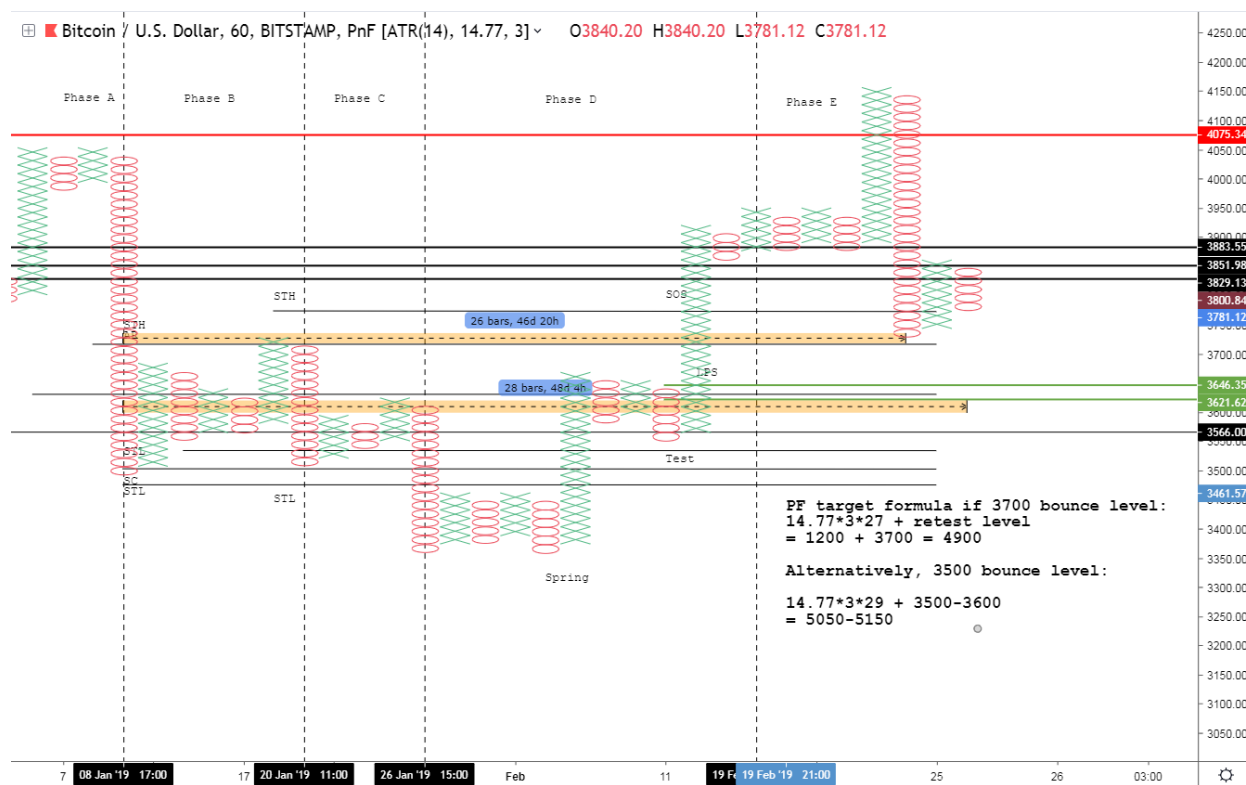 Bitcoin / U.S. Dollar, 60, BITSTAMP, PnF [ATR(14), 14.77, 3] O3840.20 H3840.20 L3781.12 C3781.12
4250.00
4200.00
Phase A Phase B Phase C Phase D Phase E
4150.00
4100.00
4075.34
4050.00
4000.00
3950.00
3900.00
3883.55
3851.98
3829.13
STH SOS
3800.84
26 bars, 46d 20h
3781.12
STH
AR
3700.00
LPS
28 bars, 48d 4h
3646.35
3621.62
3600.00
3566.00
3550.00
STL Test
3500.00
SC
STL STL
3461.57
PF target formula if 3700 bounce level:
14.77*3*27 + retest level
= 1200 + 3700 = 4900
3400.00
3350.00
Alternatively, 3500 bounce level:
Spring
3300.00
14.77*3*29 + 3500-3600
= 5050-5150
3250.00
3200.00
3150.00
3100.00
3050.00
7 08 Jan '19 17:00 17 20 Jan '19 11:00 26 Jan '19 15:00 Feb 11 19 Fe 19 Feb '19 21:00 25 26 03:00